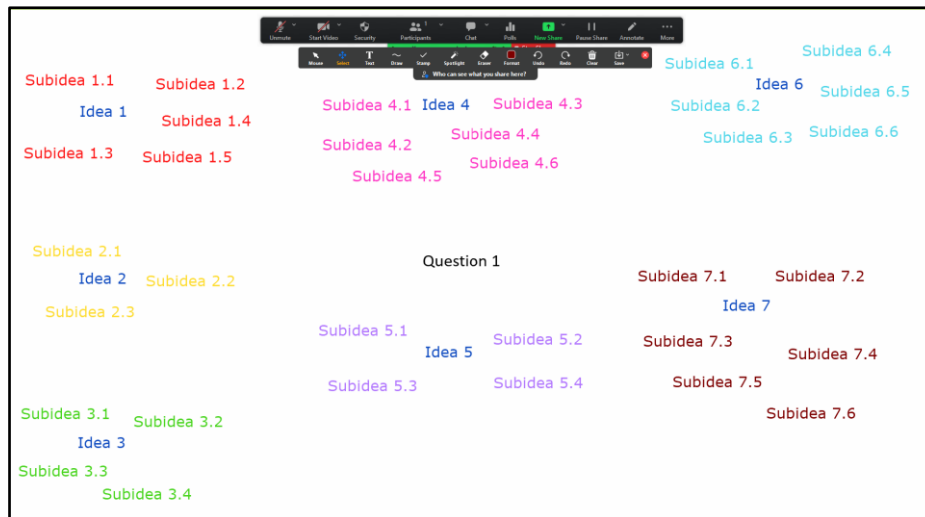 Unmute Start Video Security Participants 1 Chat Polls New Share Pause Share Annotate More
Mouse Select Text Draw Stamp Spotlight Eraser Format Undo Redo Clear Save
Who can see what you share here?
Subidea 1.1 Subidea 1.2
Idea 1
Subidea 1.4
Subidea 1.3 Subidea 1.5
Subidea 4.1 Idea 4 Subidea 4.3
Subidea 4.4
Subidea 4.2
Subidea 4.6
Subidea 4.5
Subidea 6.4
Subidea 6.1
Idea 6 Subidea 6.5
Subidea 6.2
Subidea 6.3 Subidea 6.6
Subidea 2.1
Idea 2 Subidea 2.2
Subidea 2.3
Question 1
Subidea 7.1 Subidea 7.2
Idea 7
Subidea 7.3
Subidea 7.4
Subidea 7.5
Subidea 7.6
Subidea 5.1
Subidea 5.2
Idea 5
Subidea 5.3 Subidea 5.4
Subidea 3.1
Subidea 3.2
Idea 3
Subidea 3.3
Subidea 3.4